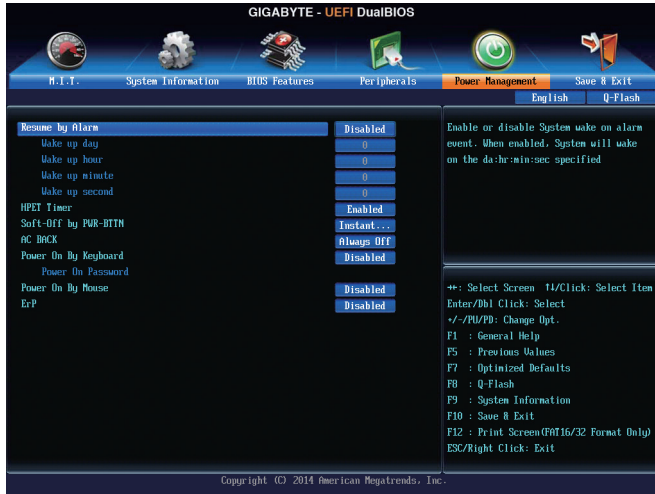 GIGABYTE - UEFI DualBIOS
M.I.T. System Information BIOS Features Peripherals Power Management Save & Exit
English Q-Flash
Resume by Alarm Disabled
Wake up day 0
Wake up hour 0
Wake up minute 0
Wake up second 0
HPET Timer Enabled
Soft-Off by PWR-BTTN Instant...
AC BACK Always Off
Power On By Keyboard Disabled
Power On Password
Power On By Mouse Disabled
ErP Disabled
Enable or disable System wake on alarm
event. When enabled, System will wake
on the da:hr:min:sec specified
→←: Select Screen ↑↓/Click: Select Item
Enter/Dbl Click: Select
+/-/PU/PD: Change Opt.
F1 : General Help
F5 : Previous Values
F7 : Optimized Defaults
F8 : Q-Flash
F9 : System Information
F10 : Save & Exit
F12 : Print Screen(FAT16/32 Format Only)
ESC/Right Click: Exit
Copyright (C) 2014 American Megatrends, Inc.